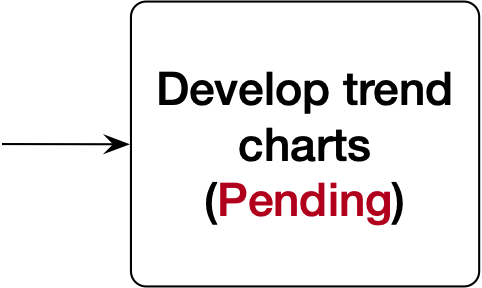 Develop trend
charts
(Pending)